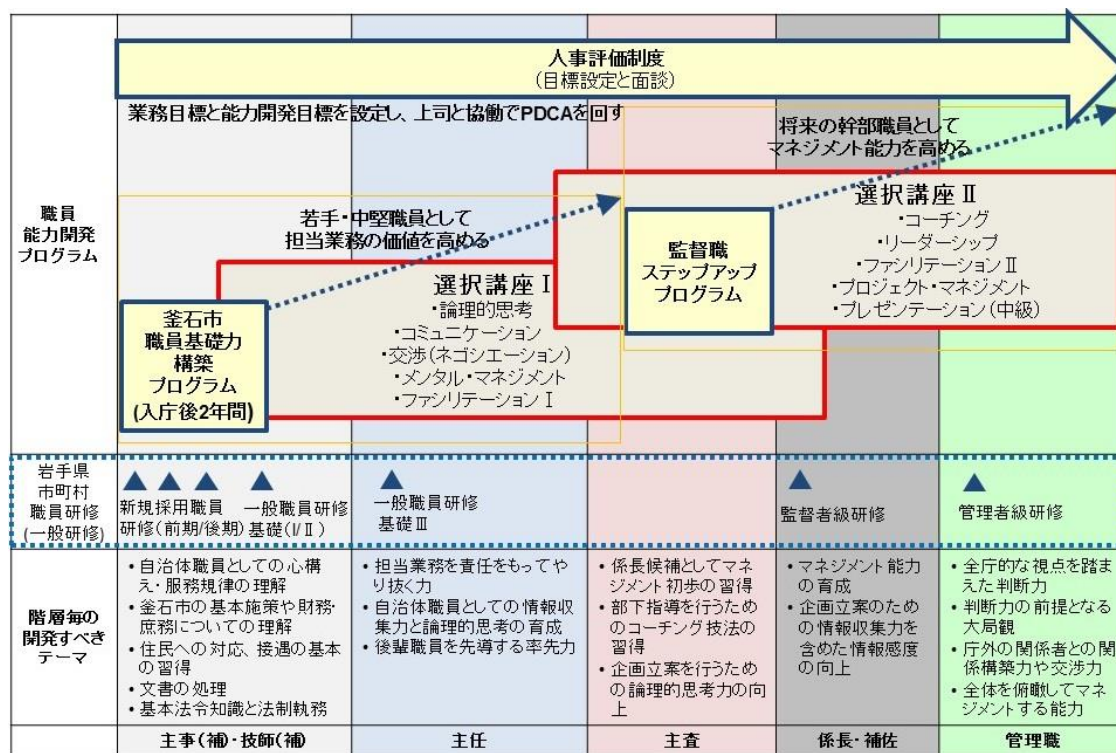 人事評価制度
(目標設定と面談)
業務目標と能力開発目標を設定し、上司と協働でPDCAを回す
将来の幹部職員として
マネジメント能力を高める
職員
能力開発
プログラム
若手・中堅職員として
担当業務の価値を高める
選択講座Ⅱ
・コーチング
・リーダーシップ
・ファシリテーションⅡ
・プロジェクト・マネジメント
・プレゼンテーション(中級)
監督職
ステップアップ
プログラム
選択講座Ⅰ
・論理的思考
・コミュニケーション
・交渉(ネゴシエーション)
・メンタル・マネジメント
・ファシリテーションⅠ
釜石市
職員基礎力
構築
プログラム
(入庁後2年間)
岩手県
市町村
職員研修
(一般研修)
新規採用職員
研修(前期/後期)
一般職員研修
基礎(Ⅰ/Ⅱ)
一般職員研修
基礎Ⅲ
監督者級研修
管理者級研修
階層毎の
開発すべき
テーマ
• 自治体職員としての心構
え・服務規律の理解
• 釜石市の基本施策や財務・
庶務についての理解
• 住民への対応、接遇の基本
の習得
• 文書の処理
• 基本法令知識と法制執務
• 担当業務を責任をもってや
り抜く力
• 自治体職員としての情報収
集力と論理的思考の育成
• 後輩職員を先導する率先力
• 係長候補としてマネ
ジメント初歩の習得
• 部下指導を行うため
のコーチング技法の
習得
• 企画立案を行うため
の論理的思考力の向
上
• マネジメント能力
の育成
• 企画立案のため
の情報収集力を
含めた情報感度
の向上
• 全庁的な視点を踏ま
えた判断力
• 判断力の前提となる
大局観
• 庁外の関係者との関
係構築力や交渉力
• 全体を俯瞰してマネ
ジメントする能力
主事(補)・技師(補)
主任
主査
係長・補佐
管理職